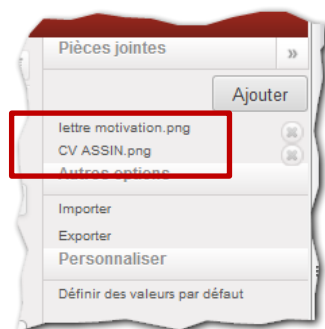 Pièces jointes
»
Ajouter
lettre motivation.png
CV ASSIN.png
Autres options
Importer
Exporter
Personnaliser
Définir des valeurs par défaut